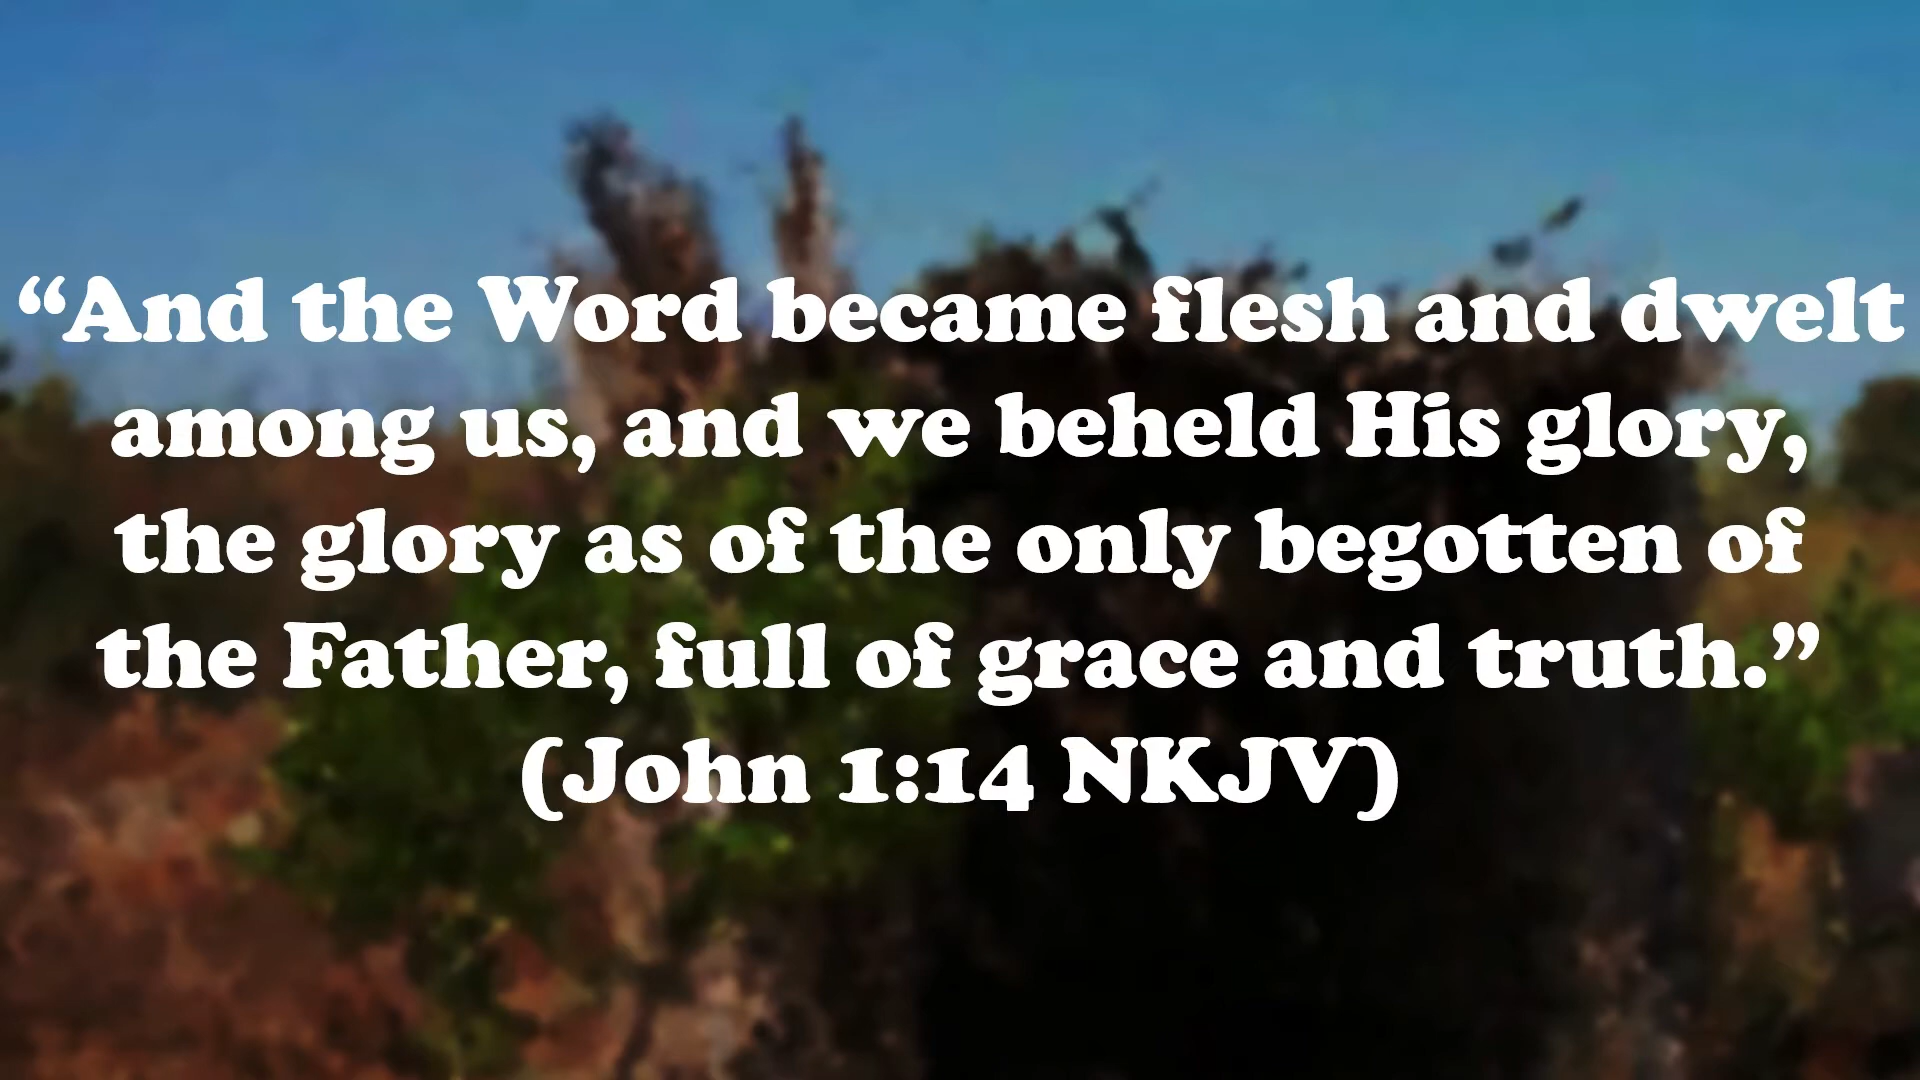 “And the Word became flesh and dwelt
among us, and we beheld His glory,
the glory as of the only begotten of
the Father, full of grace and truth.”
(John 1:14 NKJV)